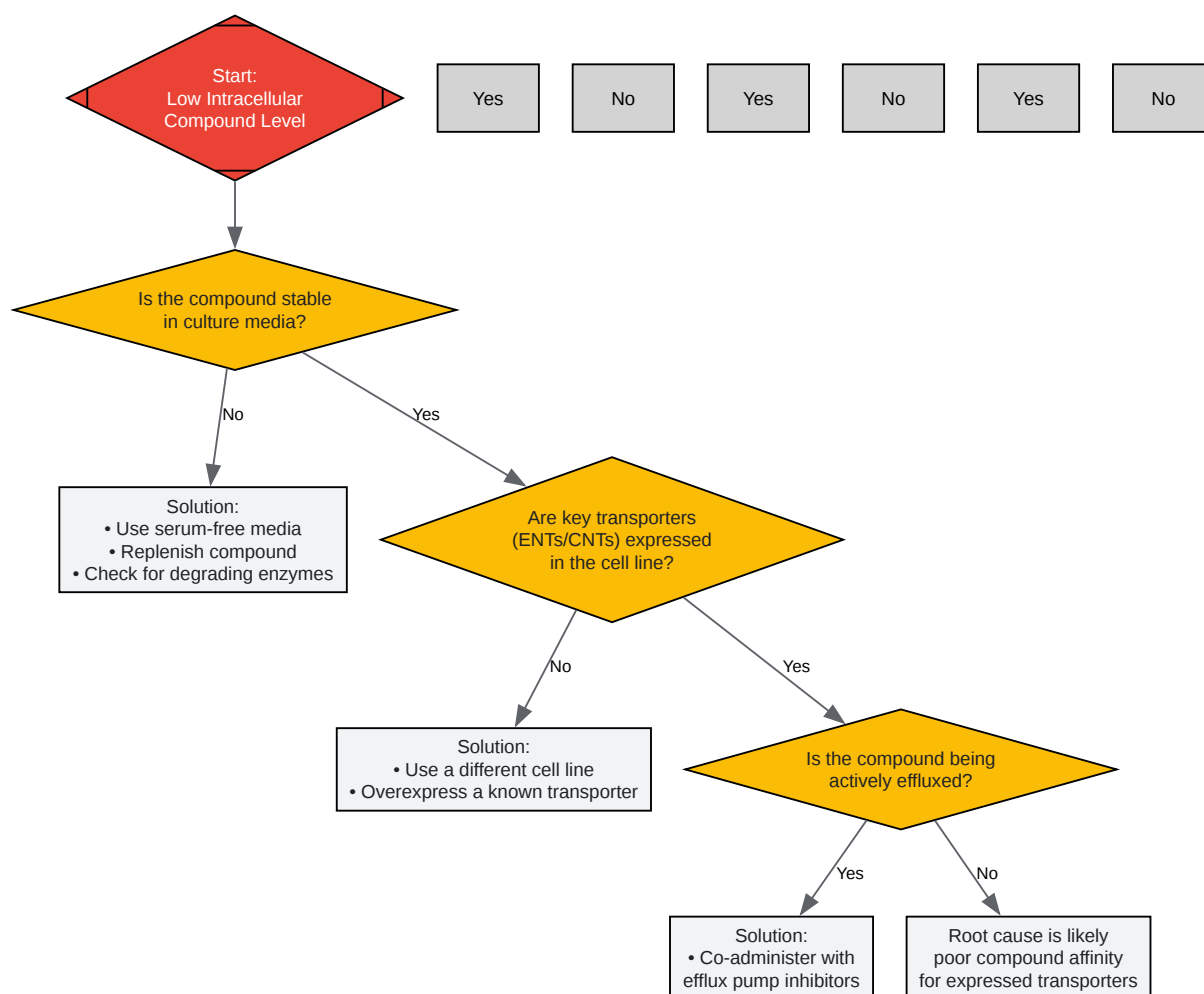 Start:
Low Intracellular
Compound Level
Yes
No
Yes
No
Yes
No
Is the compound stable
in culture media?
No
Yes
Solution:
• Use serum-free media
• Replenish compound
• Check for degrading enzymes
Are key transporters
(ENTs/CNTs) expressed
in the cell line?
No
Yes
Solution:
• Use a different cell line
• Overexpress a known transporter
Is the compound being
actively effluxed?
Yes
No
Solution:
• Co-administer with
efflux pump inhibitors
Root cause is likely
poor compound affinity
for expressed transporters